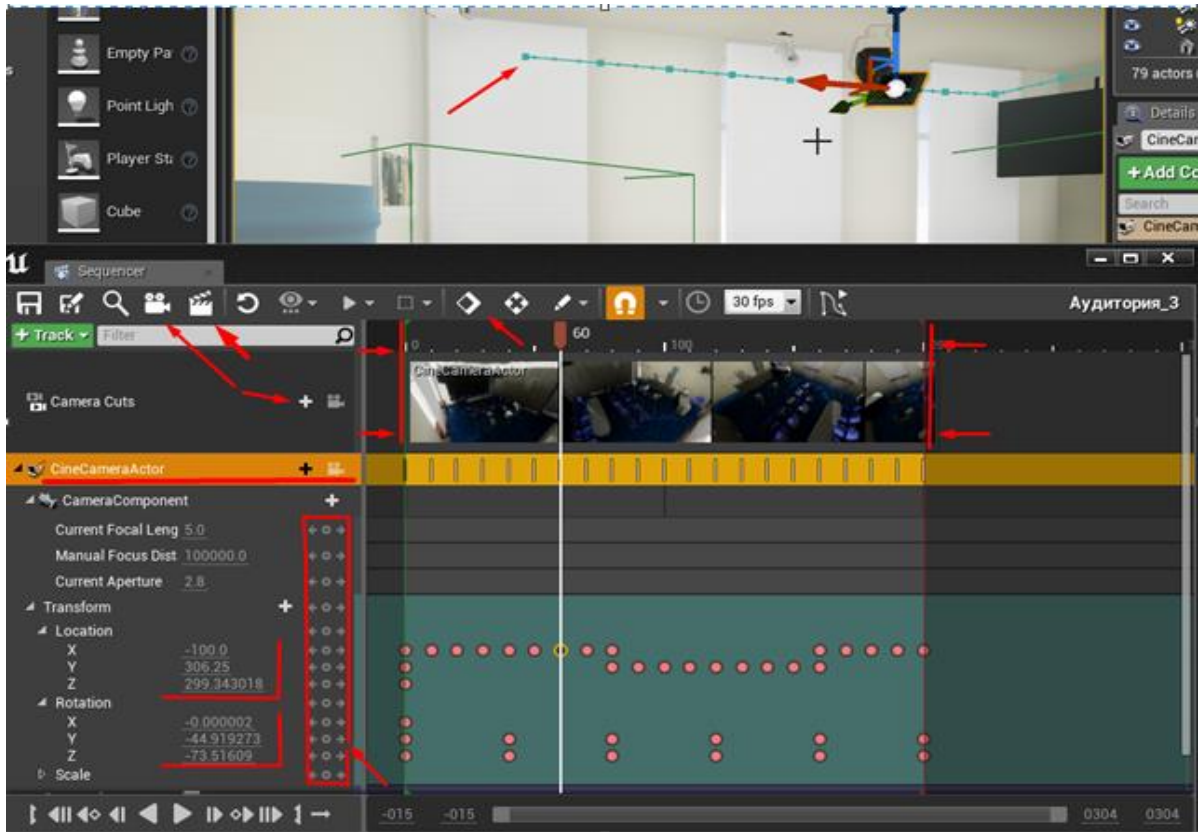 Empty Pa
Point Ligh
Player Sta
Cube
79 actors
Details
CineCar
+ Add Co
Search
CineCam
Sequencer
30 fps
Аудитория_3
+ Track
Filter
0
60
100
CineCameraActor
Camera Cuts
CineCameraActor
CameraComponent
Current Focal Leng 5.0
Manual Focus Dist 100000.0
Current Aperture 2.8
Transform
Location
X -100.0
Y 306.25
Z 299.343018
Rotation
X -0.000002
Y -44.919273
Z -73.51609
Scale
-015 -015 0304 0304